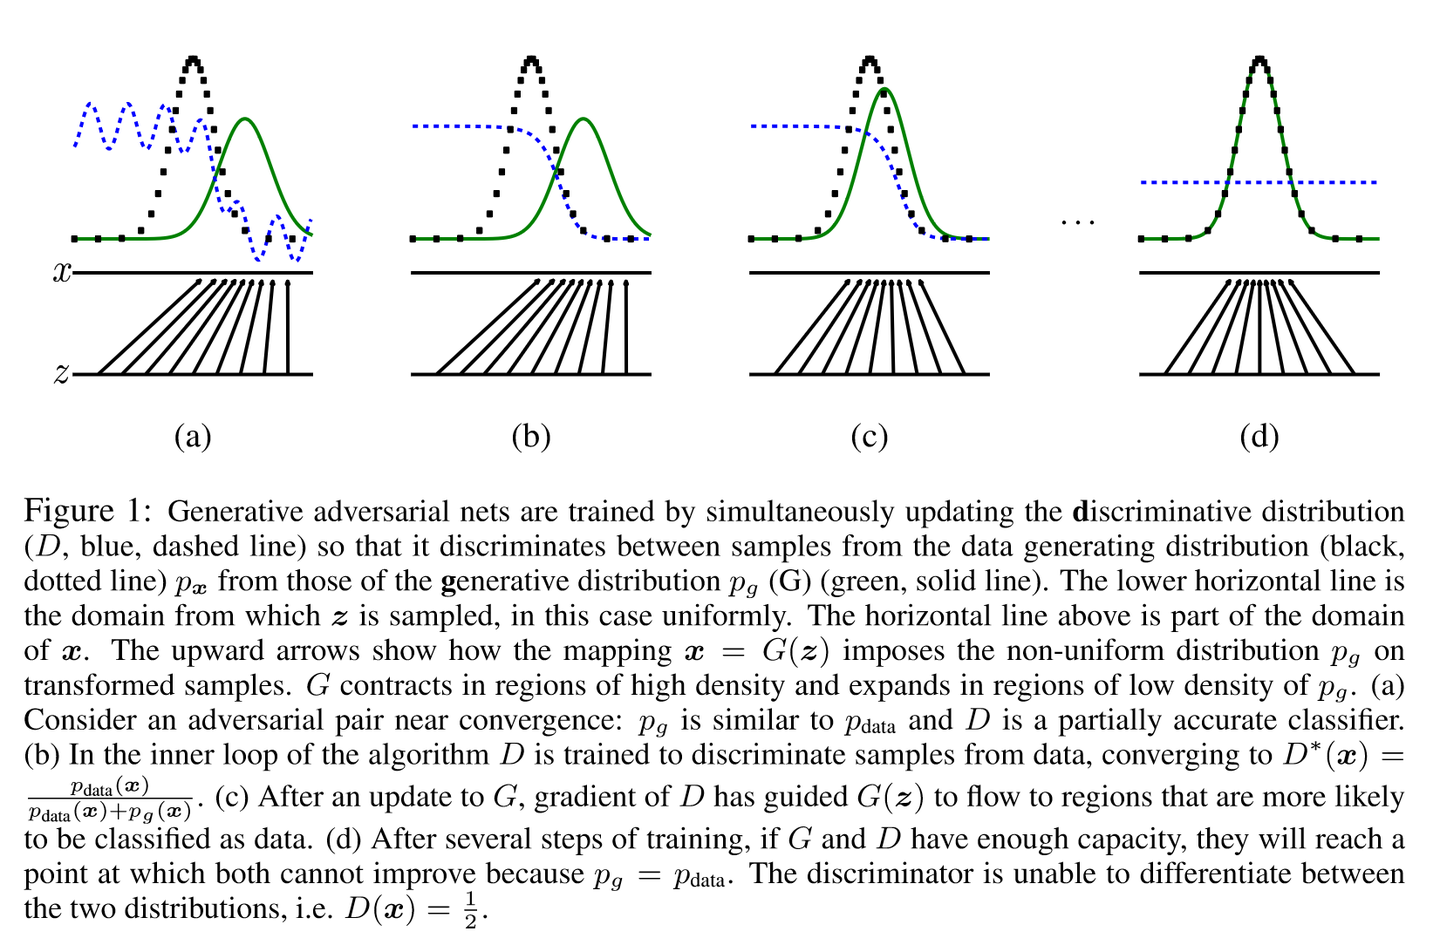 . . .
x
z
(a) (b) (c) (d)
Figure 1: Generative adversarial nets are trained by simultaneously updating the discriminative distribution
(D, blue, dashed line) so that it discriminates between samples from the data generating distribution (black,
dotted line) pₓ from those of the generative distribution p_g (G) (green, solid line). The lower horizontal line is
the domain from which z is sampled, in this case uniformly. The horizontal line above is part of the domain
of x. The upward arrows show how the mapping x = G(z) imposes the non-uniform distribution p_g on
transformed samples. G contracts in regions of high density and expands in regions of low density of p_g. (a)
Consider an adversarial pair near convergence: p_g is similar to p_data and D is a partially accurate classifier.
(b) In the inner loop of the algorithm D is trained to discriminate samples from data, converging to D*(x) =
p_data(x) / (p_data(x)+p_g(x)). (c) After an update to G, gradient of D has guided G(z) to flow to regions that are more likely
to be classified as data. (d) After several steps of training, if G and D have enough capacity, they will reach a
point at which both cannot improve because p_g = p_data. The discriminator is unable to differentiate between
the two distributions, i.e. D(x) = 1/2.